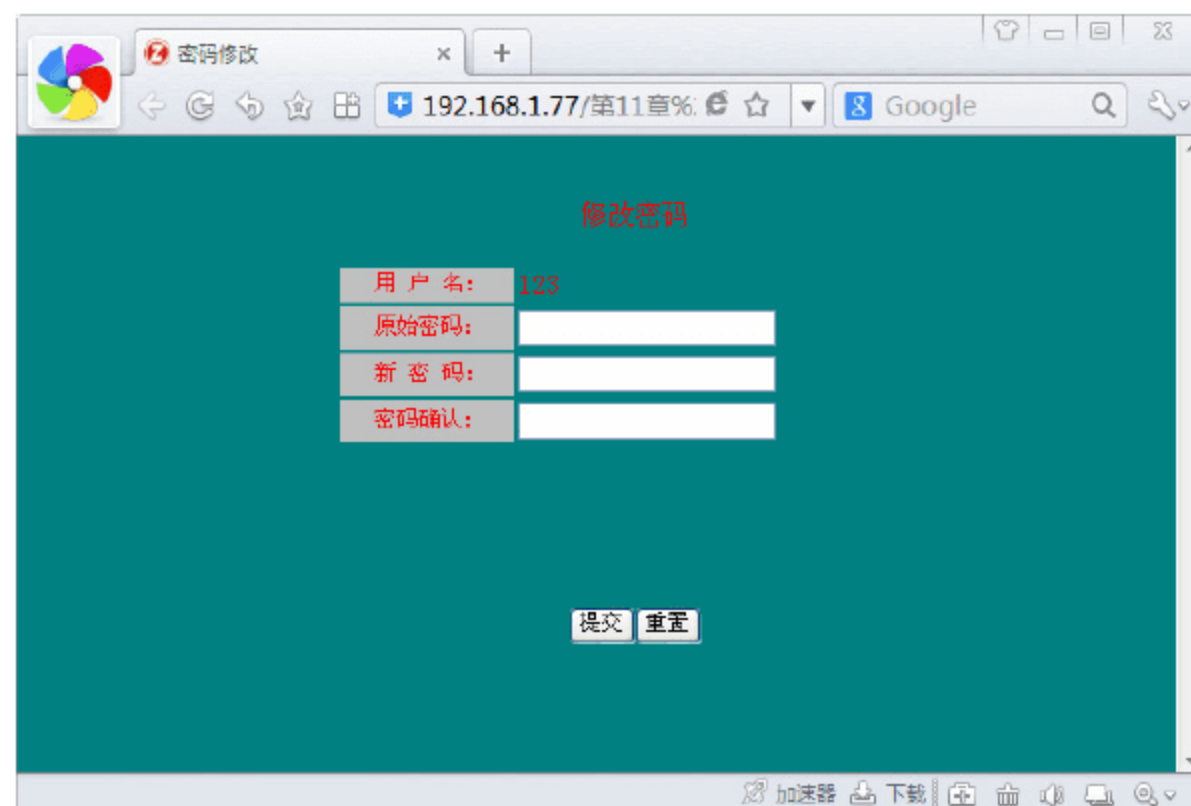 密码修改
192.168.1.77/第11章%
Google
修改密码
用 户 名： 123
原始密码：
新 密 码：
密码确认：
提交 重置
加速器 下载